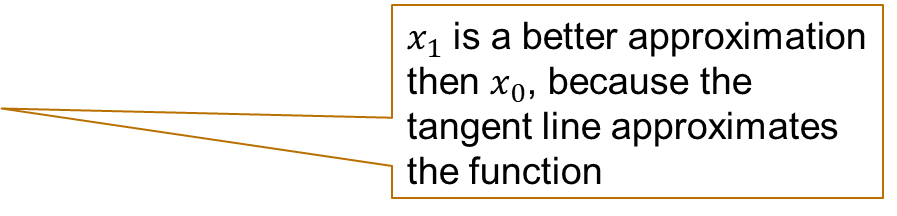 x₁ is a better approximation
then x₀, because the
tangent line approximates
the function